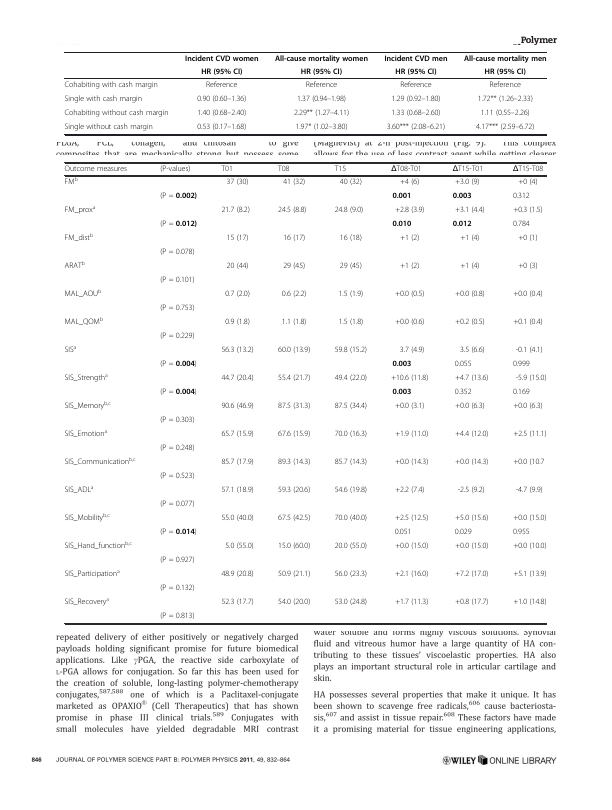 Polymer
Incident CVD women All-cause mortality women Incident CVD men All-cause mortality men
HR (95% CI) HR (95% CI) HR (95% CI) HR (95% CI)
Cohabiting with cash margin Reference Reference Reference Reference
Single with cash margin 0.90 (0.60–1.36) 1.37 (0.94–1.98) 1.29 (0.92–1.80) 1.72** (1.26–2.33)
Cohabiting without cash margin 1.40 (0.68–2.40) 2.29** (1.27–4.11) 1.33 (0.68–2.60) 1.11 (0.55–2.26)
Single without cash margin 0.53 (0.17–1.68) 1.97* (1.02–3.80) 3.60*** (2.08–6.21) 4.17*** (2.59–6.72)
PLGA, PCL, collagen, and chitosan to give
composites that are mechanically strong but possess some
(Magnevist) at 2-h post-injection (Fig. 9). This complex
allows for the use of less contrast agent while getting clearer
Outcome measures (P-values) T01 T08 T15 ΔT08-T01 ΔT15-T01 ΔT15-T08
FMᵇ 37 (30) 41 (32) 40 (32) +4 (6) +3.0 (9) +0 (4)
(P = 0.002) 0.001 0.003 0.312
FM_proxᵃ 21.7 (8.2) 24.5 (8.8) 24.8 (9.0) +2.8 (3.9) +3.1 (4.4) +0.3 (1.5)
(P = 0.012) 0.010 0.012 0.784
FM_distᵇ 15 (17) 16 (17) 16 (18) +1 (2) +1 (4) +0 (1)
(P = 0.078)
ARATᵇ 20 (44) 29 (45) 29 (45) +1 (2) +1 (4) +0 (3)
(P = 0.101)
MAL_AOUᵇ 0.7 (2.0) 0.6 (2.2) 1.5 (1.9) +0.0 (0.5) +0.0 (0.8) +0.0 (0.4)
(P = 0.753)
MAL_QOMᵇ 0.9 (1.8) 1.1 (1.8) 1.5 (1.8) +0.0 (0.6) +0.2 (0.5) +0.1 (0.4)
(P = 0.229)
SISᵃ 56.3 (13.2) 60.0 (13.9) 59.8 (15.2) 3.7 (4.9) 3.5 (6.6) -0.1 (4.1)
(P = 0.004) 0.003 0.055 0.999
SIS_Strengthᵃ 44.7 (20.4) 55.4 (21.7) 49.4 (22.0) +10.6 (11.8) +4.7 (13.6) -5.9 (15.0)
(P = 0.004) 0.003 0.352 0.169
SIS_Memoryᵇ,ᶜ 90.6 (46.9) 87.5 (31.3) 87.5 (34.4) +0.0 (3.1) +0.0 (6.3) +0.0 (6.3)
(P = 0.303)
SIS_Emotionᵃ 65.7 (15.9) 67.6 (15.9) 70.0 (16.3) +1.9 (11.0) +4.4 (12.0) +2.5 (11.1)
(P = 0.248)
SIS_Communicationᵇ,ᶜ 85.7 (17.9) 89.3 (14.3) 85.7 (14.3) +0.0 (14.3) +0.0 (14.3) +0.0 (10.7
(P = 0.523)
SIS_ADLᵃ 57.1 (18.9) 59.3 (20.6) 54.6 (19.8) +2.2 (7.4) -2.5 (9.2) -4.7 (9.9)
(P = 0.077)
SIS_Mobilityᵇ,ᶜ 55.0 (40.0) 67.5 (42.5) 70.0 (40.0) +2.5 (12.5) +5.0 (15.6) +0.0 (15.0)
(P = 0.014) 0.051 0.029 0.955
SIS_Hand_functionᵇ,ᶜ 5.0 (55.0) 15.0 (60.0) 20.0 (55.0) +0.0 (15.0) +0.0 (15.0) +0.0 (10.0)
(P = 0.927)
SIS_Participationᵃ 48.9 (20.8) 50.9 (21.1) 56.0 (23.3) +2.1 (16.0) +7.2 (17.0) +5.1 (13.9)
(P = 0.132)
SIS_Recoveryᵃ 52.3 (17.7) 54.0 (20.0) 53.0 (24.8) +1.7 (11.3) +0.8 (17.7) +1.0 (14.8)
(P = 0.813)
repeated delivery of either positively or negatively charged
payloads holding significant promise for future biomedical
applications. Like γPGA, the reactive side carboxylate of
L-PGA allows for conjugation. So far this has been used for
the creation of soluble, long-lasting polymer-chemotherapy
conjugates,⁵⁸⁷,⁵⁸⁸ one of which is a Paclitaxel-conjugate
marketed as OPAXIO® (Cell Therapeutics) that has shown
promise in phase III clinical trials.⁵⁸⁹ Conjugates with
small molecules have yielded degradable MRI contrast
water soluble and forms highly viscous solutions. Synovial
fluid and vitreous humor have a large quantity of HA con-
tributing to these tissues' viscoelastic properties. HA also
plays an important structural role in articular cartilage and
skin.
HA possesses several properties that make it unique. It has
been shown to scavenge free radicals,⁶⁰⁶ cause bacteriosta-
sis,⁶⁰⁷ and assist in tissue repair.⁶⁰⁸ These factors have made
it a promising material for tissue engineering applications,
846 JOURNAL OF POLYMER SCIENCE PART B: POLYMER PHYSICS 2011, 49, 832–864
WILEY ONLINE LIBRARY